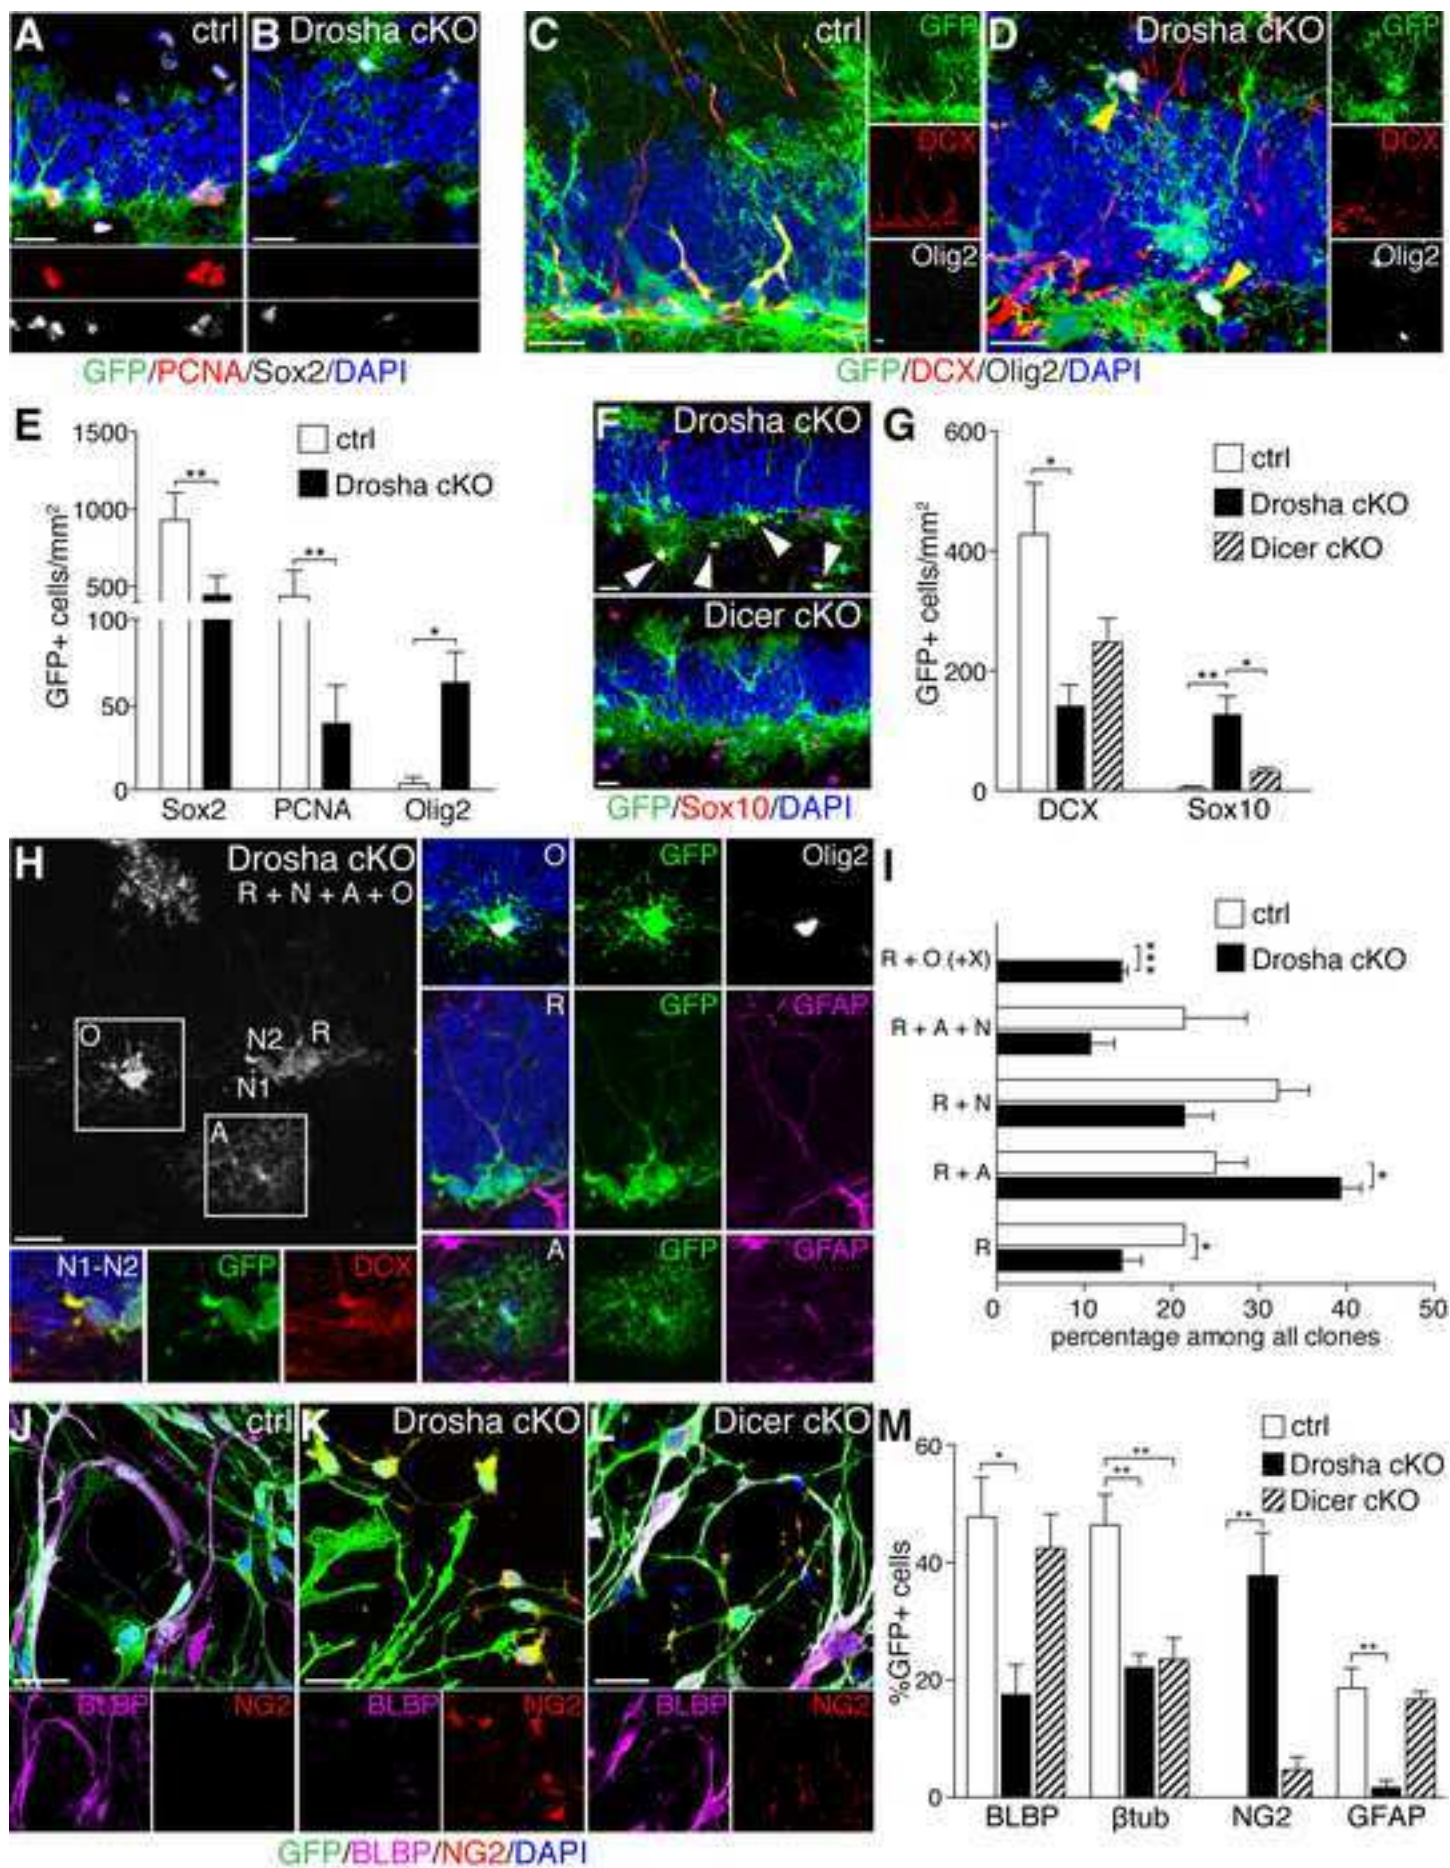 A ctrl
B Drosha cKO
GFP/PCNA/Sox2/DAPI
C ctrl
GFP
DCX
Olig2
D Drosha cKO
GFP
DCX
Olig2
GFP/DCX/Olig2/DAPI
E
1500
1000
500
100
50
0
GFP+ cells/mm²
ctrl
Drosha cKO
**
**
*
Sox2 PCNA Olig2
F Drosha cKO
Dicer cKO
GFP/Sox10/DAPI
G
600
400
200
0
GFP+ cells/mm²
ctrl
Drosha cKO
Dicer cKO
*
** *
DCX Sox10
H Drosha cKO
R + N + A + O
O
N2 R
N1
A
N1-N2 GFP DCX
O GFP Olig2
R GFP GFAP
A GFP GFAP
I
ctrl
Drosha cKO
R + O (+X)
***
R + A + N
R + N
R + A
*
R
*
0 10 20 30 40 50
percentage among all clones
J ctrl
BLBP NG2
K Drosha cKO
BLBP NG2
L Dicer cKO
BLBP NG2
GFP/BLBP/NG2/DAPI
M
60
40
20
0
%GFP+ cells
ctrl
Drosha cKO
Dicer cKO
*
**
**
**
**
BLBP βtub NG2 GFAP